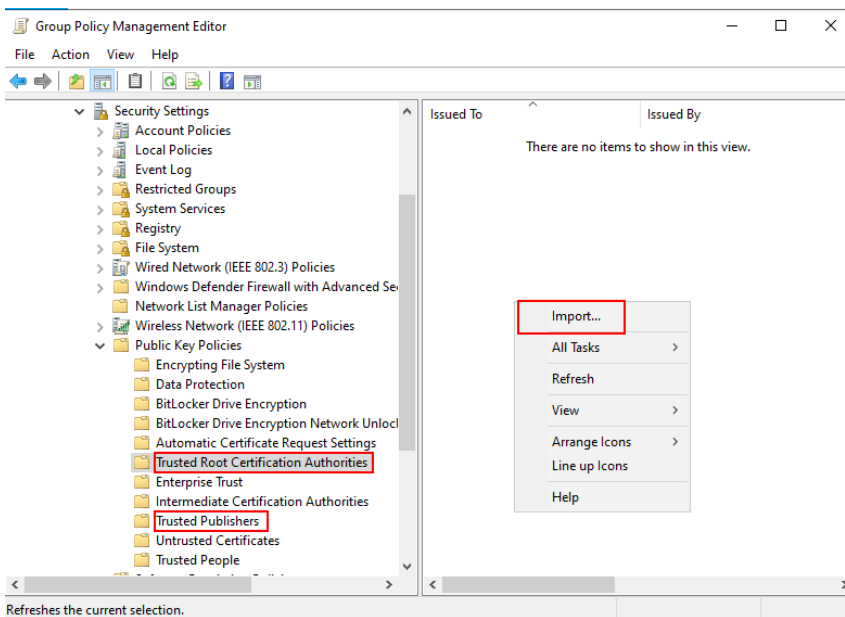 Group Policy Management Editor
File Action View Help
Security Settings
Account Policies
Local Policies
Event Log
Restricted Groups
System Services
Registry
File System
Wired Network (IEEE 802.3) Policies
Windows Defender Firewall with Advanced Se
Network List Manager Policies
Wireless Network (IEEE 802.11) Policies
Public Key Policies
Encrypting File System
Data Protection
BitLocker Drive Encryption
BitLocker Drive Encryption Network Unloc
Automatic Certificate Request Settings
Trusted Root Certification Authorities
Enterprise Trust
Intermediate Certification Authorities
Trusted Publishers
Untrusted Certificates
Trusted People
Issued To Issued By
There are no items to show in this view.
Import...
All Tasks
Refresh
View
Arrange Icons
Line up Icons
Help
Refreshes the current selection.